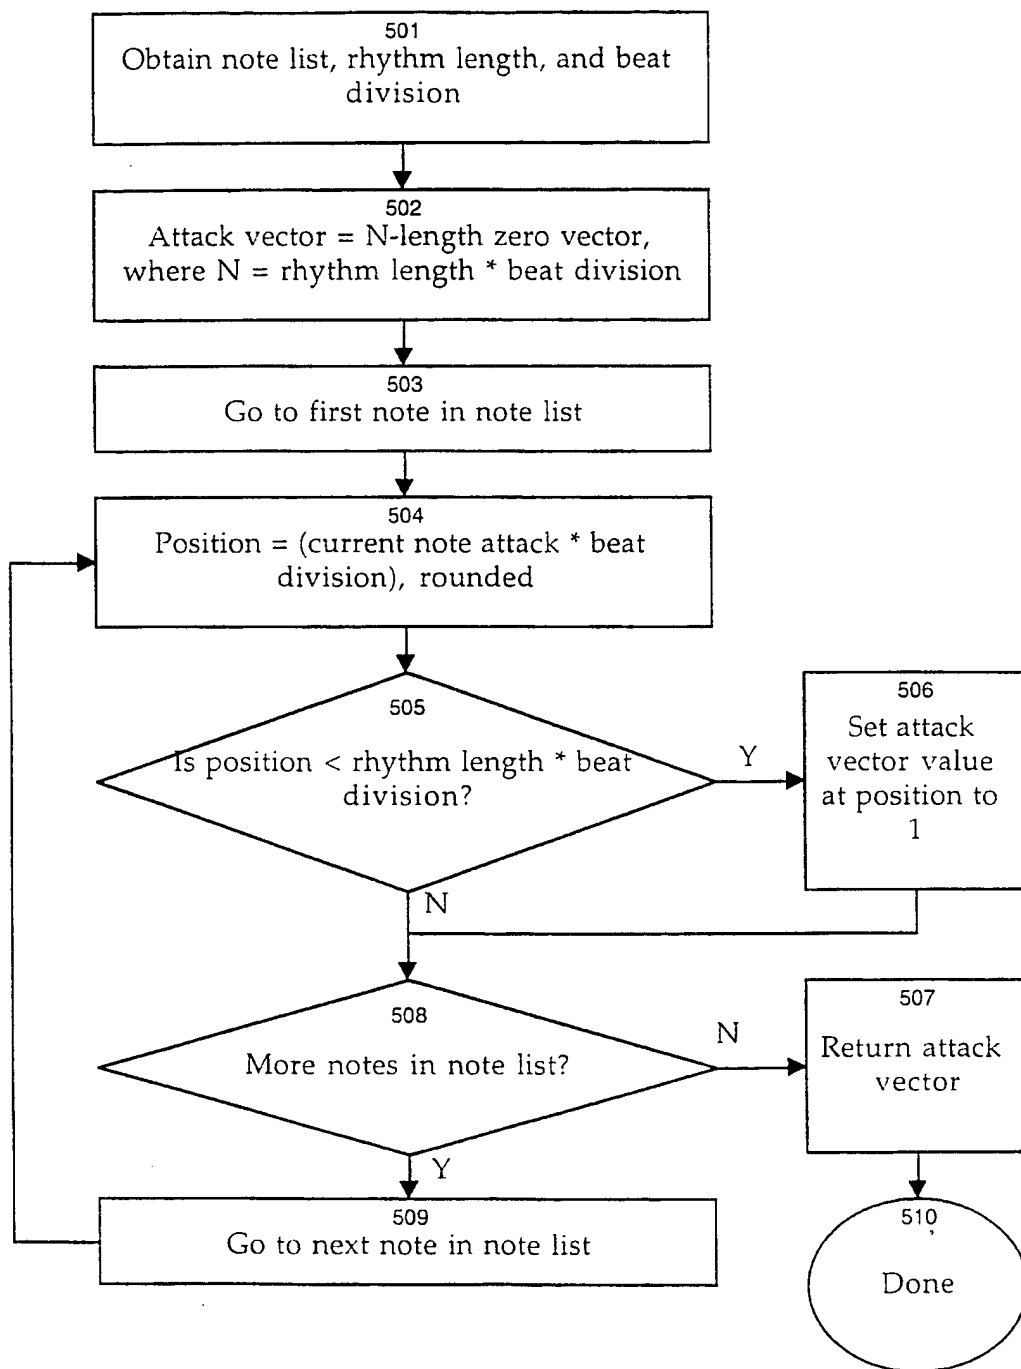 501
Obtain note list, rhythm length, and beat
division
502
Attack vector = N-length zero vector,
where N = rhythm length * beat division
503
Go to first note in note list
504
Position = (current note attack * beat
division), rounded
505
Is position < rhythm length * beat
division?
Y
506
Set attack
vector value
at position to
1
N
508
More notes in note list?
N
507
Return attack
vector
Y
509
Go to next note in note list
510
Done